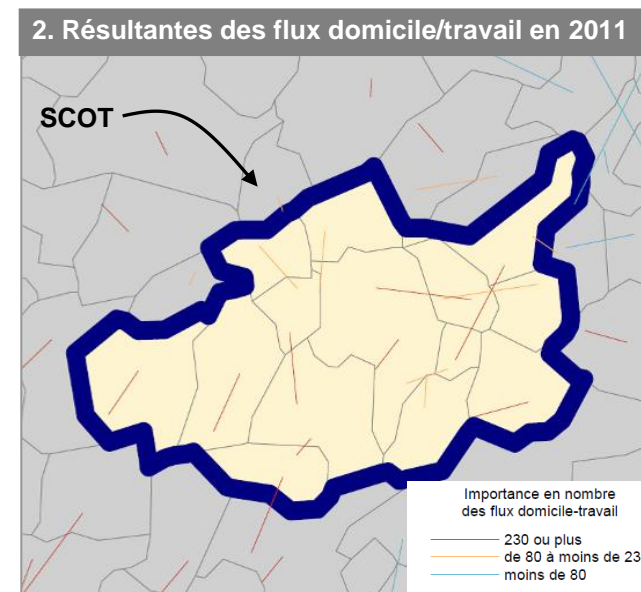 2. Résultantes des flux domicile/travail en 2011
SCOT
Importance en nombre
des flux domicile-travail
230 ou plus
de 80 à moins de 23
moins de 80